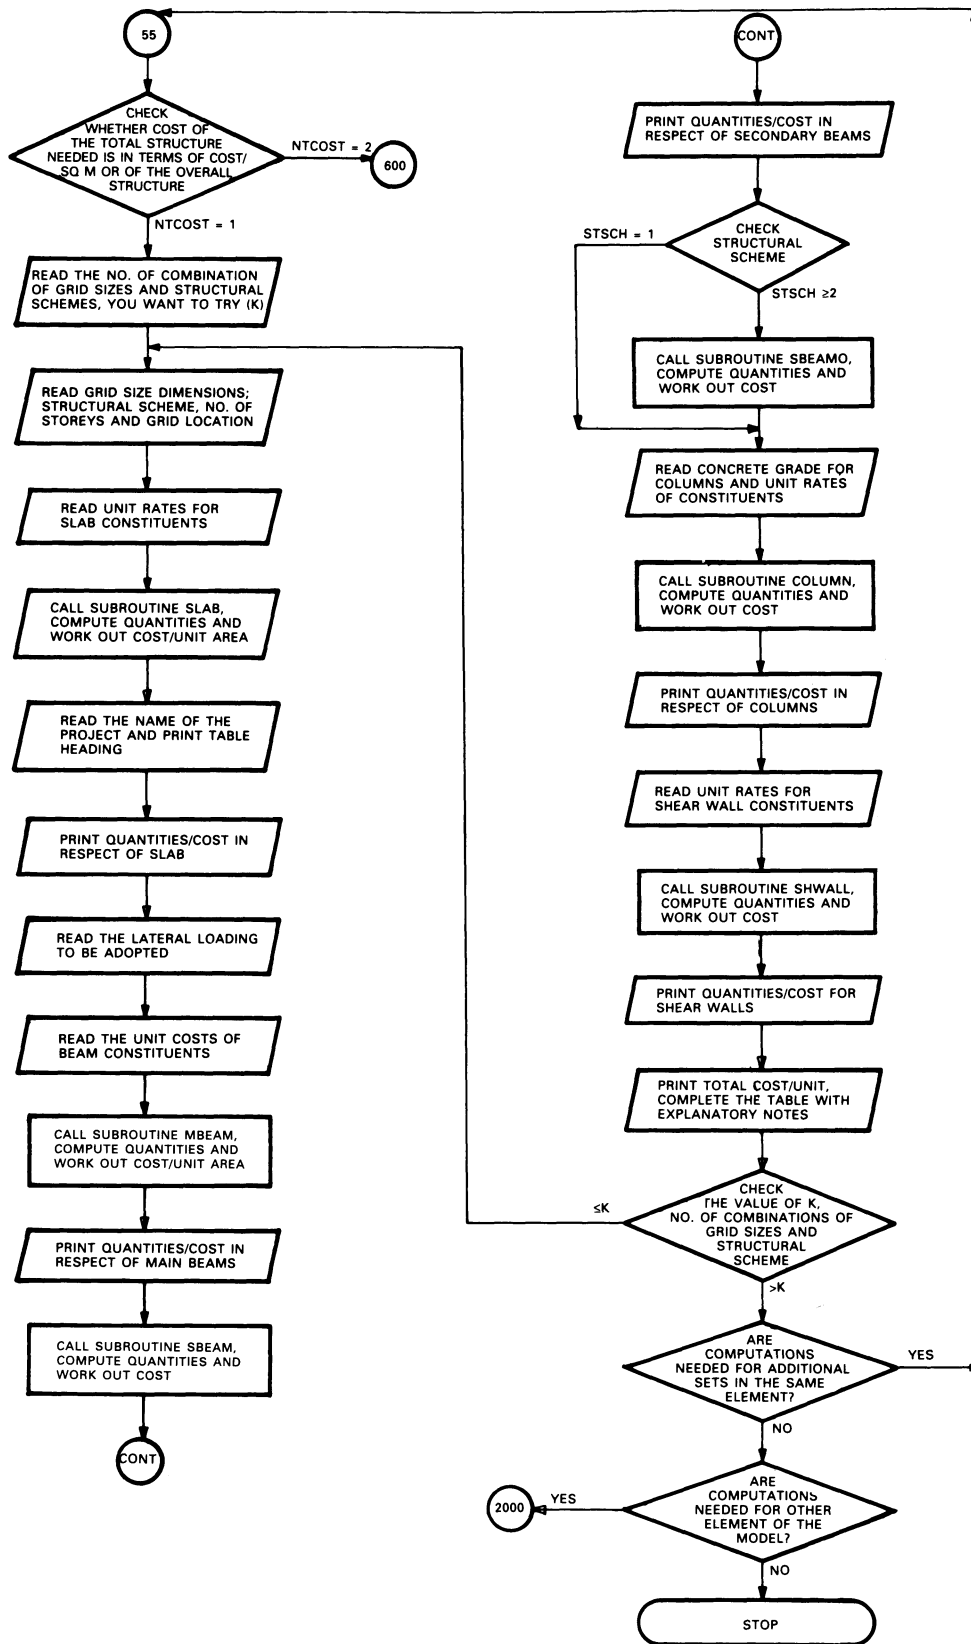 55
CHECK
WHETHER COST OF
THE TOTAL STRUCTURE
NEEDED IS IN TERMS OF COST/
SQ M OR OF THE OVERALL
STRUCTURE
NTCOST = 2
600
NTCOST = 1
READ THE NO. OF COMBINATION
OF GRID SIZES AND STRUCTURAL
SCHEMES, YOU WANT TO TRY (K)
READ GRID SIZE DIMENSIONS;
STRUCTURAL SCHEME, NO. OF
STOREYS AND GRID LOCATION
READ UNIT RATES FOR
SLAB CONSTITUENTS
CALL SUBROUTINE SLAB,
COMPUTE QUANTITIES AND
WORK OUT COST/UNIT AREA
READ THE NAME OF THE
PROJECT AND PRINT TABLE
HEADING
PRINT QUANTITIES/COST IN
RESPECT OF SLAB
READ THE LATERAL LOADING
TO BE ADOPTED
READ THE UNIT COSTS OF
BEAM CONSTITUENTS
CALL SUBROUTINE MBEAM,
COMPUTE QUANTITIES AND
WORK OUT COST/UNIT AREA
PRINT QUANTITIES/COST IN
RESPECT OF MAIN BEAMS
CALL SUBROUTINE SBEAM,
COMPUTE QUANTITIES AND
WORK OUT COST
CONT
CONT
PRINT QUANTITIES/COST IN
RESPECT OF SECONDARY BEAMS
STSCH = 1
CHECK
STRUCTURAL
SCHEME
STSCH ≥2
CALL SUBROUTINE SBEAMO,
COMPUTE QUANTITIES AND
WORK OUT COST
READ CONCRETE GRADE FOR
COLUMNS AND UNIT RATES
OF CONSTITUENTS
CALL SUBROUTINE COLUMN,
COMPUTE QUANTITIES AND
WORK OUT COST
PRINT QUANTITIES/COST IN
RESPECT OF COLUMNS
READ UNIT RATES FOR
SHEAR WALL CONSTITUENTS
CALL SUBROUTINE SHWALL,
COMPUTE QUANTITIES AND
WORK OUT COST
PRINT QUANTITIES/COST FOR
SHEAR WALLS
PRINT TOTAL COST/UNIT,
COMPLETE THE TABLE WITH
EXPLANATORY NOTES
≤K
CHECK
THE VALUE OF K,
NO. OF COMBINATIONS OF
GRID SIZES AND
STRUCTURAL
SCHEME
>K
ARE
COMPUTATIONS
NEEDED FOR ADDITIONAL
SETS IN THE SAME
ELEMENT?
YES
NO
ARE
COMPUTATIONS
NEEDED FOR OTHER
ELEMENT OF THE
MODEL?
YES
2000
NO
STOP